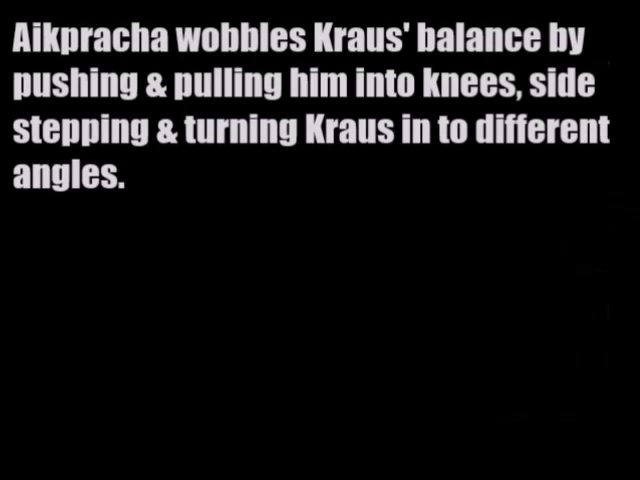 Aikpracha wobbles Kraus' balance by
pushing & pulling him into knees, side
stepping & turning Kraus in to different
angles.